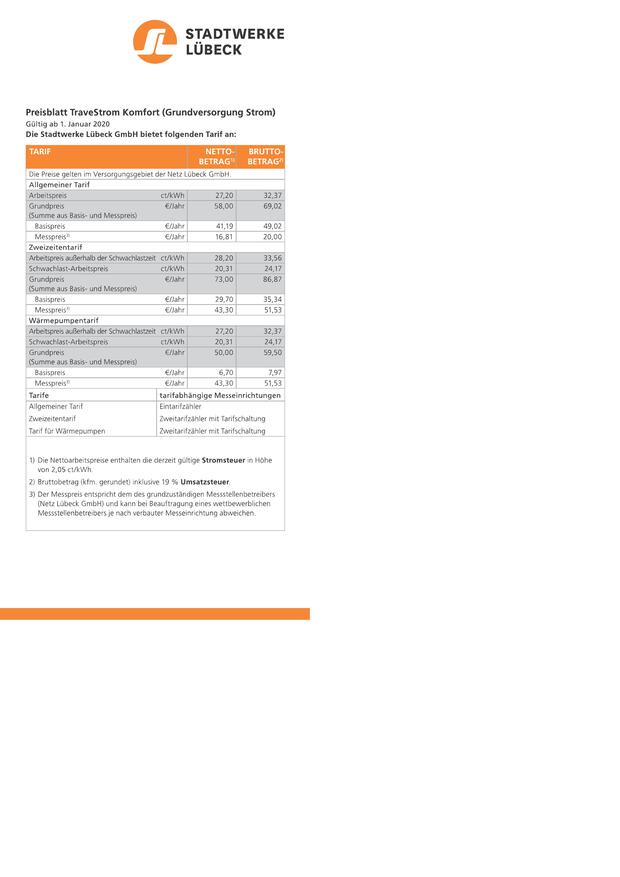 STADTWERKE
LÜBECK
Preisblatt TraveStrom Komfort (Grundversorgung Strom)
Gültig ab 1. Januar 2020
Die Stadtwerke Lübeck GmbH bietet folgenden Tarif an:
TARIF NETTO- BRUTTO-
BETRAG1) BETRAG2)
Die Preise gelten im Versorgungsgebiet der Netz Lübeck GmbH.
Allgemeiner Tarif
Arbeitspreis ct/kWh 27,20 32,37
Grundpreis €/Jahr 58,00 69,02
(Summe aus Basis- und Messpreis)
Basispreis €/Jahr 41,19 49,02
Messpreis3) €/Jahr 16,81 20,00
Zweizeitentarif
Arbeitspreis außerhalb der Schwachlastzeit ct/kWh 28,20 33,56
Schwachlast-Arbeitspreis ct/kWh 20,31 24,17
Grundpreis €/Jahr 73,00 86,87
(Summe aus Basis- und Messpreis)
Basispreis €/Jahr 29,70 35,34
Messpreis3) €/Jahr 43,30 51,53
Wärmepumpentarif
Arbeitspreis außerhalb der Schwachlastzeit ct/kWh 27,20 32,37
Schwachlast-Arbeitspreis ct/kWh 20,31 24,17
Grundpreis €/Jahr 50,00 59,50
(Summe aus Basis- und Messpreis)
Basispreis €/Jahr 6,70 7,97
Messpreis3) €/Jahr 43,30 51,53
Tarife tarifabhängige Messeinrichtungen
Allgemeiner Tarif Eintarifzähler
Zweizeitentarif Zweitarifzähler mit Tarifschaltung
Tarif für Wärmepumpen Zweitarifzähler mit Tarifschaltung
1) Die Nettoarbeitspreise enthalten die derzeit gültige Stromsteuer in Höhe
von 2,05 ct/kWh.
2) Bruttobetrag (kfm. gerundet) inklusive 19 % Umsatzsteuer.
3) Der Messpreis entspricht dem des grundzuständigen Messstellenbetreibers
(Netz Lübeck GmbH) und kann bei Beauftragung eines wettbewerblichen
Messstellenbetreibers je nach verbauter Messeinrichtung abweichen.